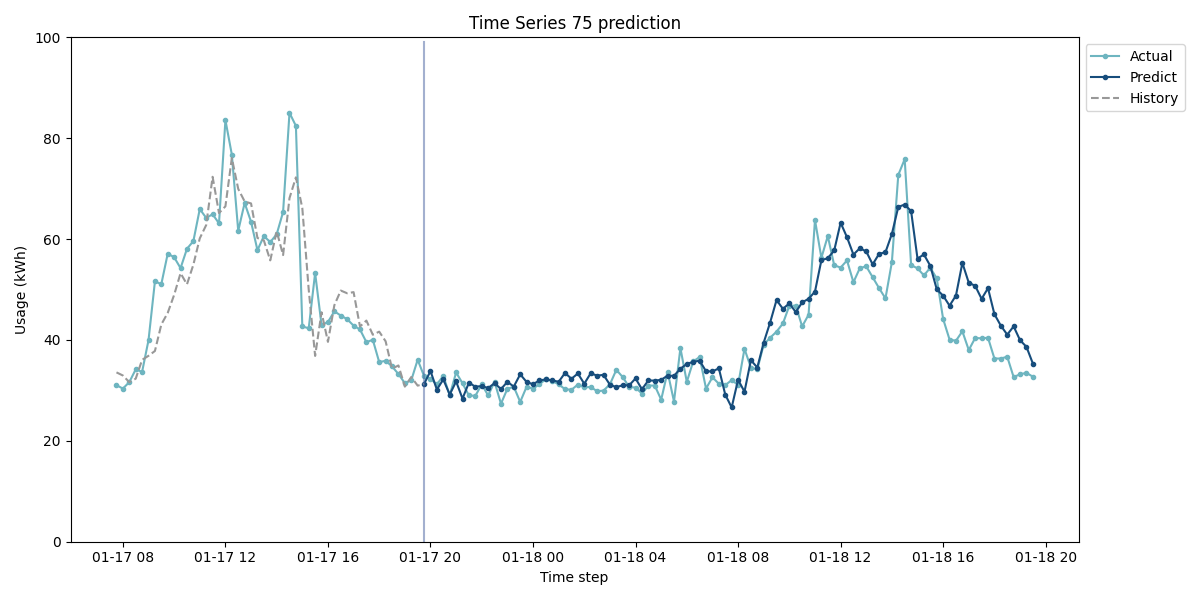 Time Series 75 prediction
Usage (kWh)
100
80
60
40
20
0
01-17 08
01-17 12
01-17 16
01-17 20
01-18 00
01-18 04
01-18 08
01-18 12
01-18 16
01-18 20
Time step
Actual
Predict
History